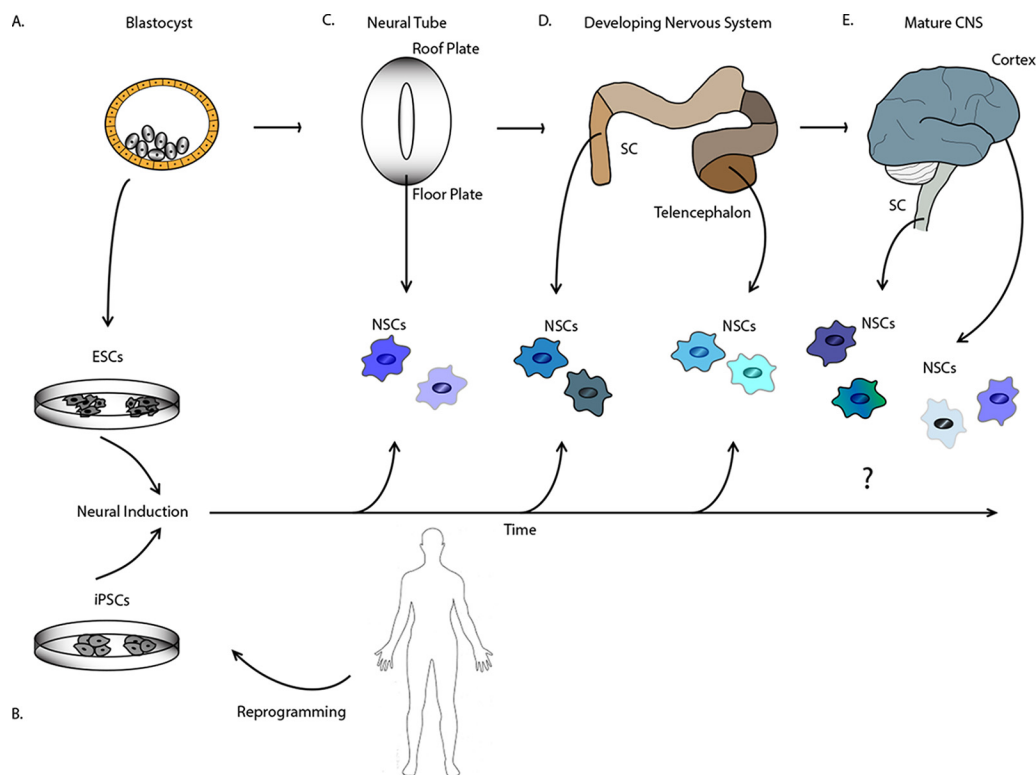 A.
Blastocyst
C.
Neural Tube
D.
Developing Nervous System
E.
Mature CNS
Roof Plate
Cortex
SC
Floor Plate
Telencephalon
SC
NSCs
NSCs
NSCs
NSCs
ESCs
NSCs
?
Neural Induction
Time
iPSCs
Reprogramming
B.